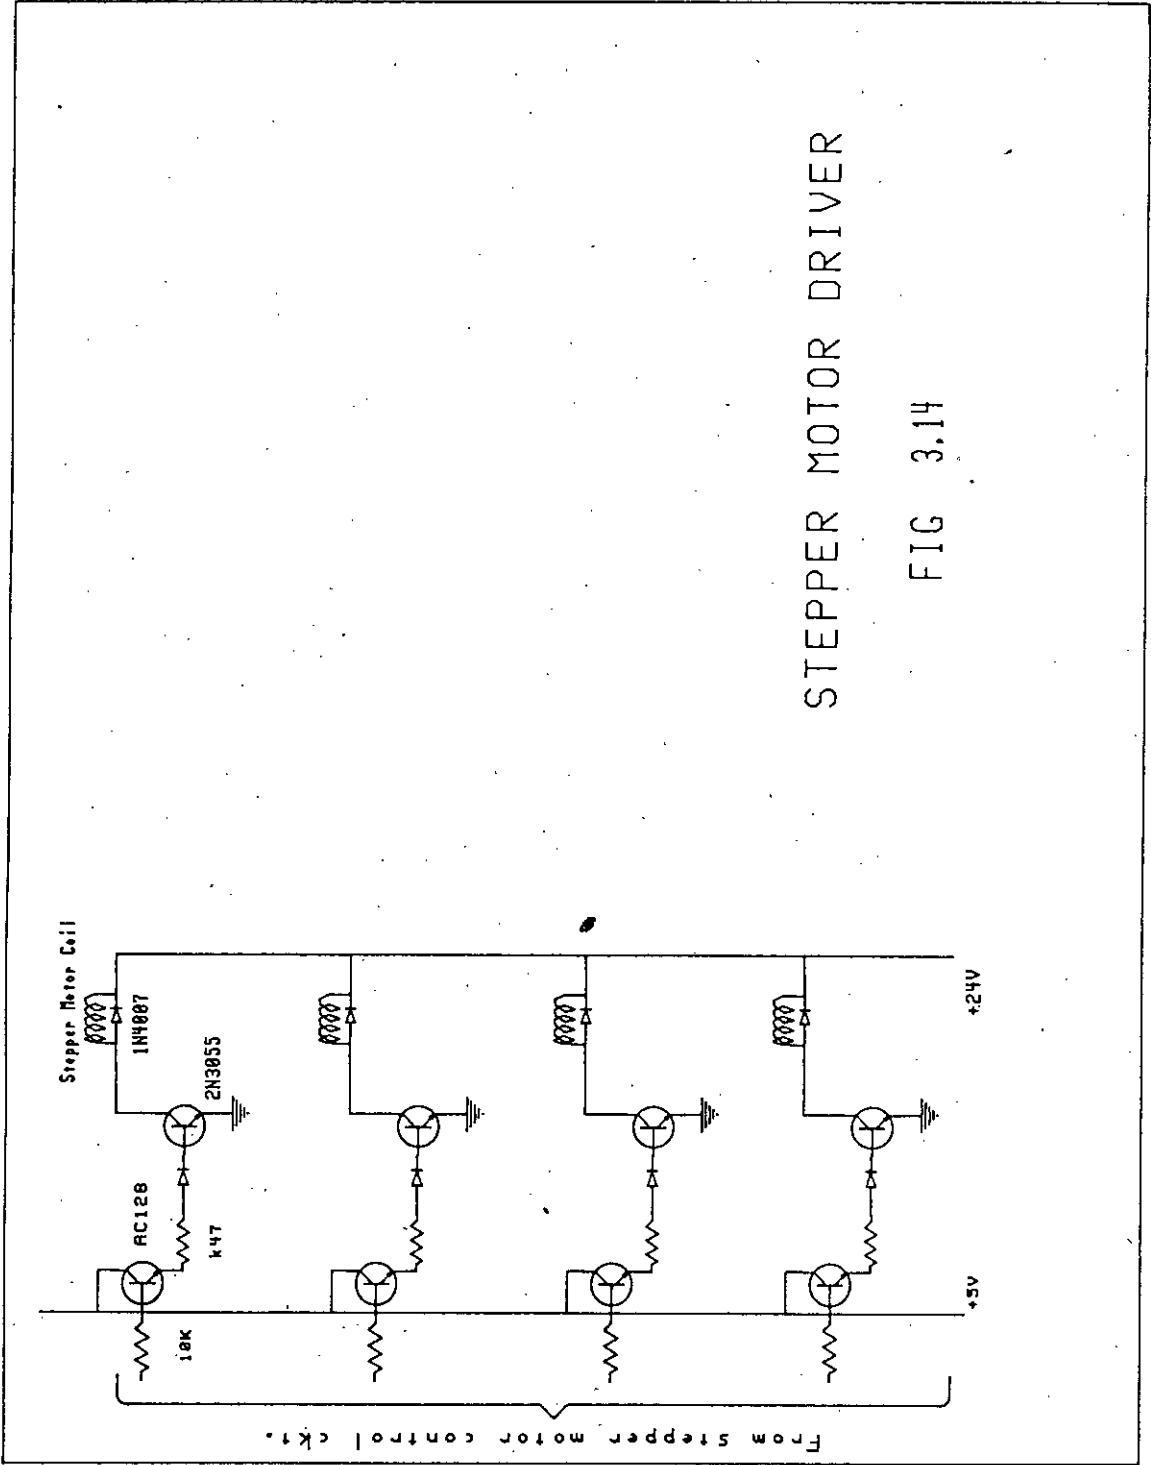 From Stepper motor control ckt.
10K
AC128
k47
Stepper Motor Coil
1N4007
2N3055
+5V
+24V
STEPPER MOTOR DRIVER
FIG 3.14